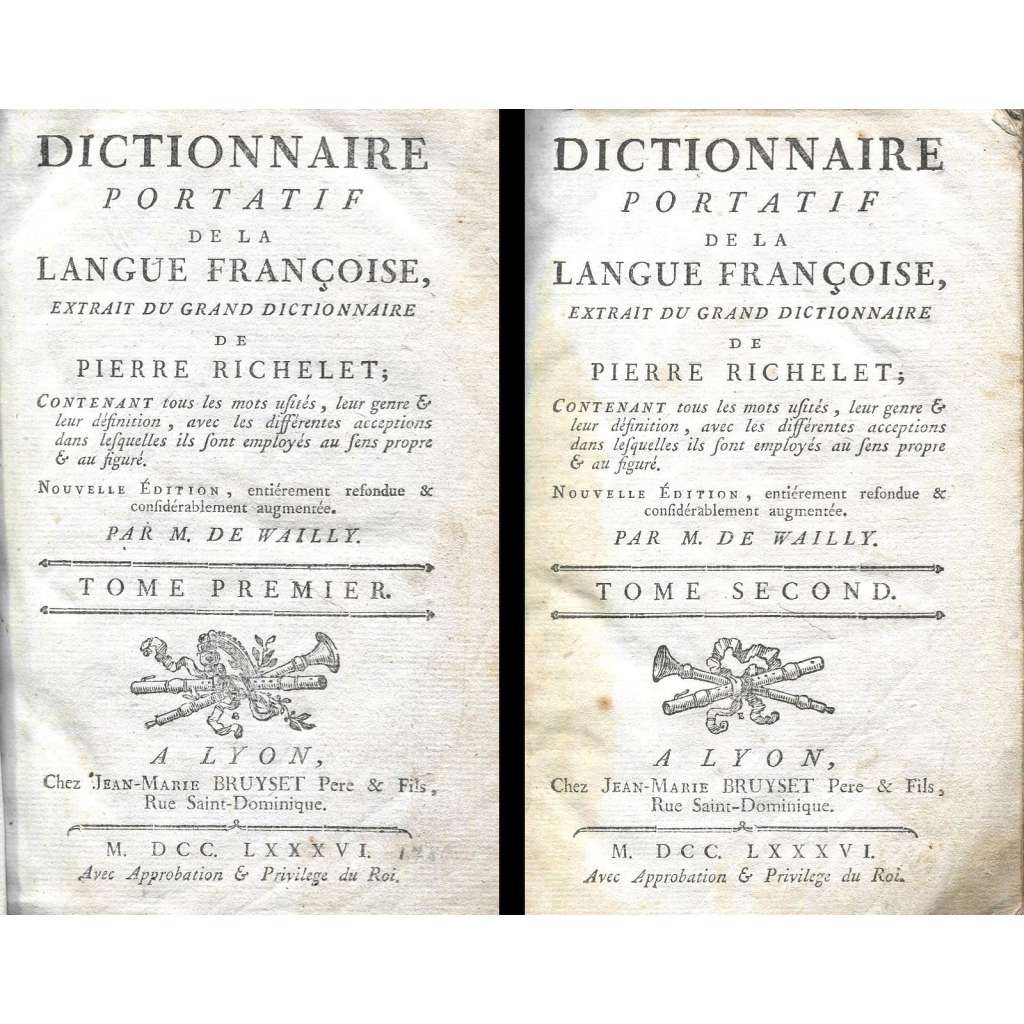 DICTIONNAIRE
PORTATIF
DE LA
LANGUE FRANÇOISE,
EXTRAIT DU GRAND DICTIONNAIRE
DE
PIERRE RICHELET;
CONTENANT tous les mots uſités, leur genre &
leur définition, avec les différentes acceptions
dans leſquelles ils ſont employés au ſens propre
& au figuré.
NOUVELLE ÉDITION, entiérement refondue &
conſidérablement augmentée.
PAR M. DE WAILLY.
TOME PREMIER.
A LYON,
Chez JEAN-MARIE BRUYSET Pere & Fils,
Rue Saint-Dominique.
M. DCC. LXXXVI.
Avec Approbation & Privilege du Roi.
DICTIONNAIRE
PORTATIF
DE LA
LANGUE FRANÇOISE,
EXTRAIT DU GRAND DICTIONNAIRE
DE
PIERRE RICHELET;
CONTENANT tous les mots uſités, leur genre &
leur définition, avec les différentes acceptions
dans leſquelles ils ſont employés au ſens propre
& au figuré.
NOUVELLE ÉDITION, entiérement refondue &
conſidérablement augmentée.
PAR M. DE WAILLY.
TOME SECOND.
A LYON,
Chez JEAN-MARIE BRUYSET Pere & Fils,
Rue Saint-Dominique.
M. DCC. LXXXVI.
Avec Approbation & Privilege du Roi.